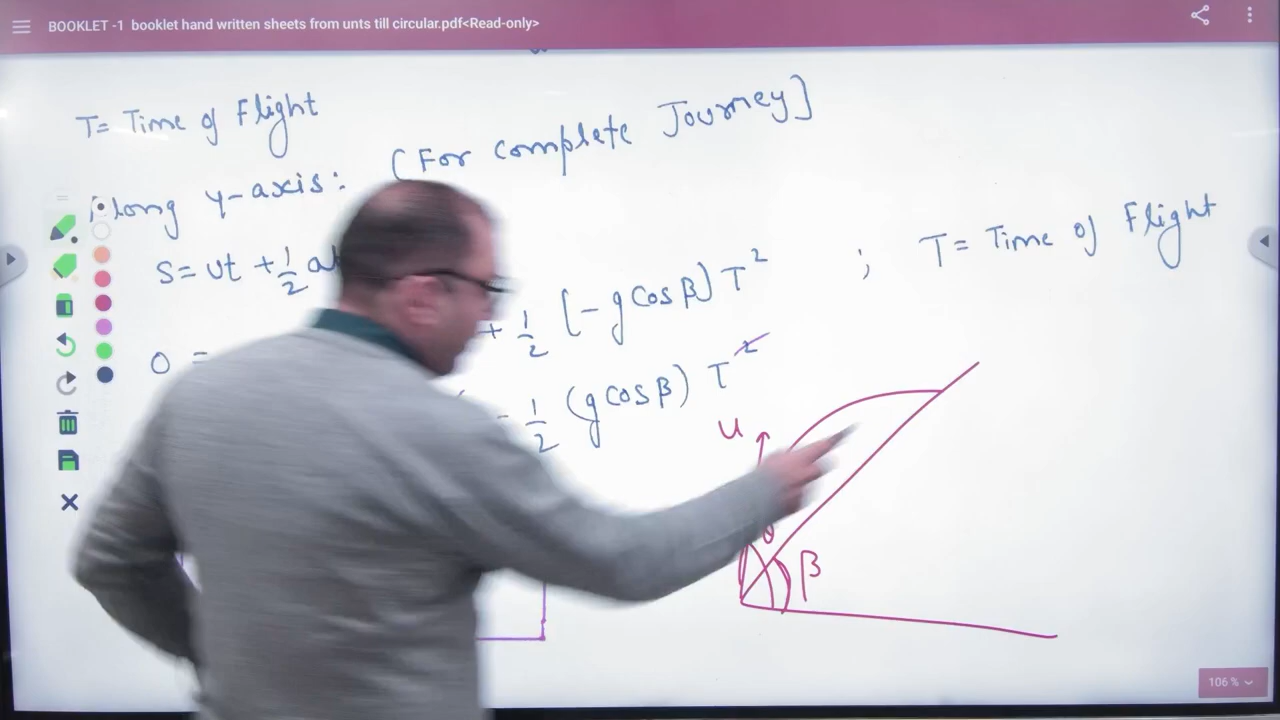 BOOKLET -1 booklet hand written sheets from unts till circular.pdf<Read-only>
T= Time of Flight
Along y-axis: [For complete Journey]
S= ut + 1/2 a
0 = + 1/2 (-g cos β) T² ; T= Time of Flight
- 1/2 (g cos β) T²
u
θ
β
106 %